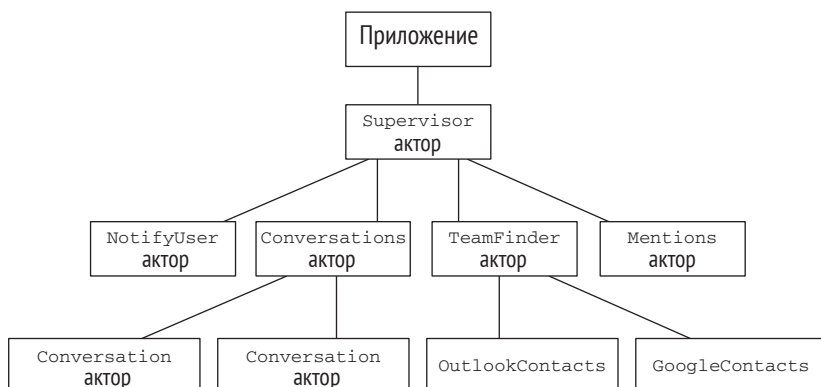 Приложение
Supervisor
актор
NotifyUser
актор
Conversations
актор
TeamFinder
актор
Mentions
актор
Conversation
актор
Conversation
актор
OutlookContacts
GoogleContacts